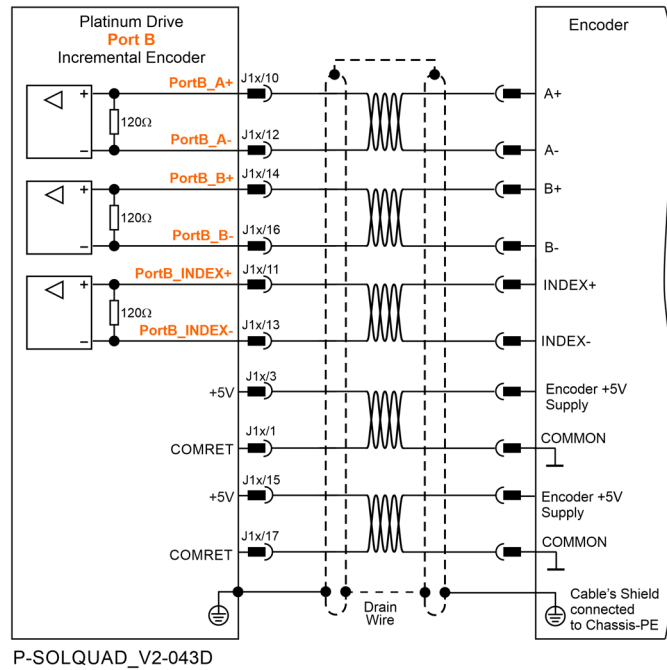 Platinum Drive
Port B
Incremental Encoder
Encoder
PortB_A+ J1x/10
+
120Ω
A+
PortB_A- J1x/12
−
A-
PortB_B+ J1x/14
+
120Ω
B+
PortB_B- J1x/16
−
B-
PortB_INDEX+ J1x/11
+
120Ω
INDEX+
PortB_INDEX- J1x/13
−
INDEX-
+5V J1x/3
Encoder +5V
Supply
COMRET J1x/1
COMMON
+5V J1x/15
Encoder +5V
Supply
COMRET J1x/17
COMMON
Drain
Wire
Cable's Shield
connected
to Chassis-PE
P-SOLQUAD_V2-043D